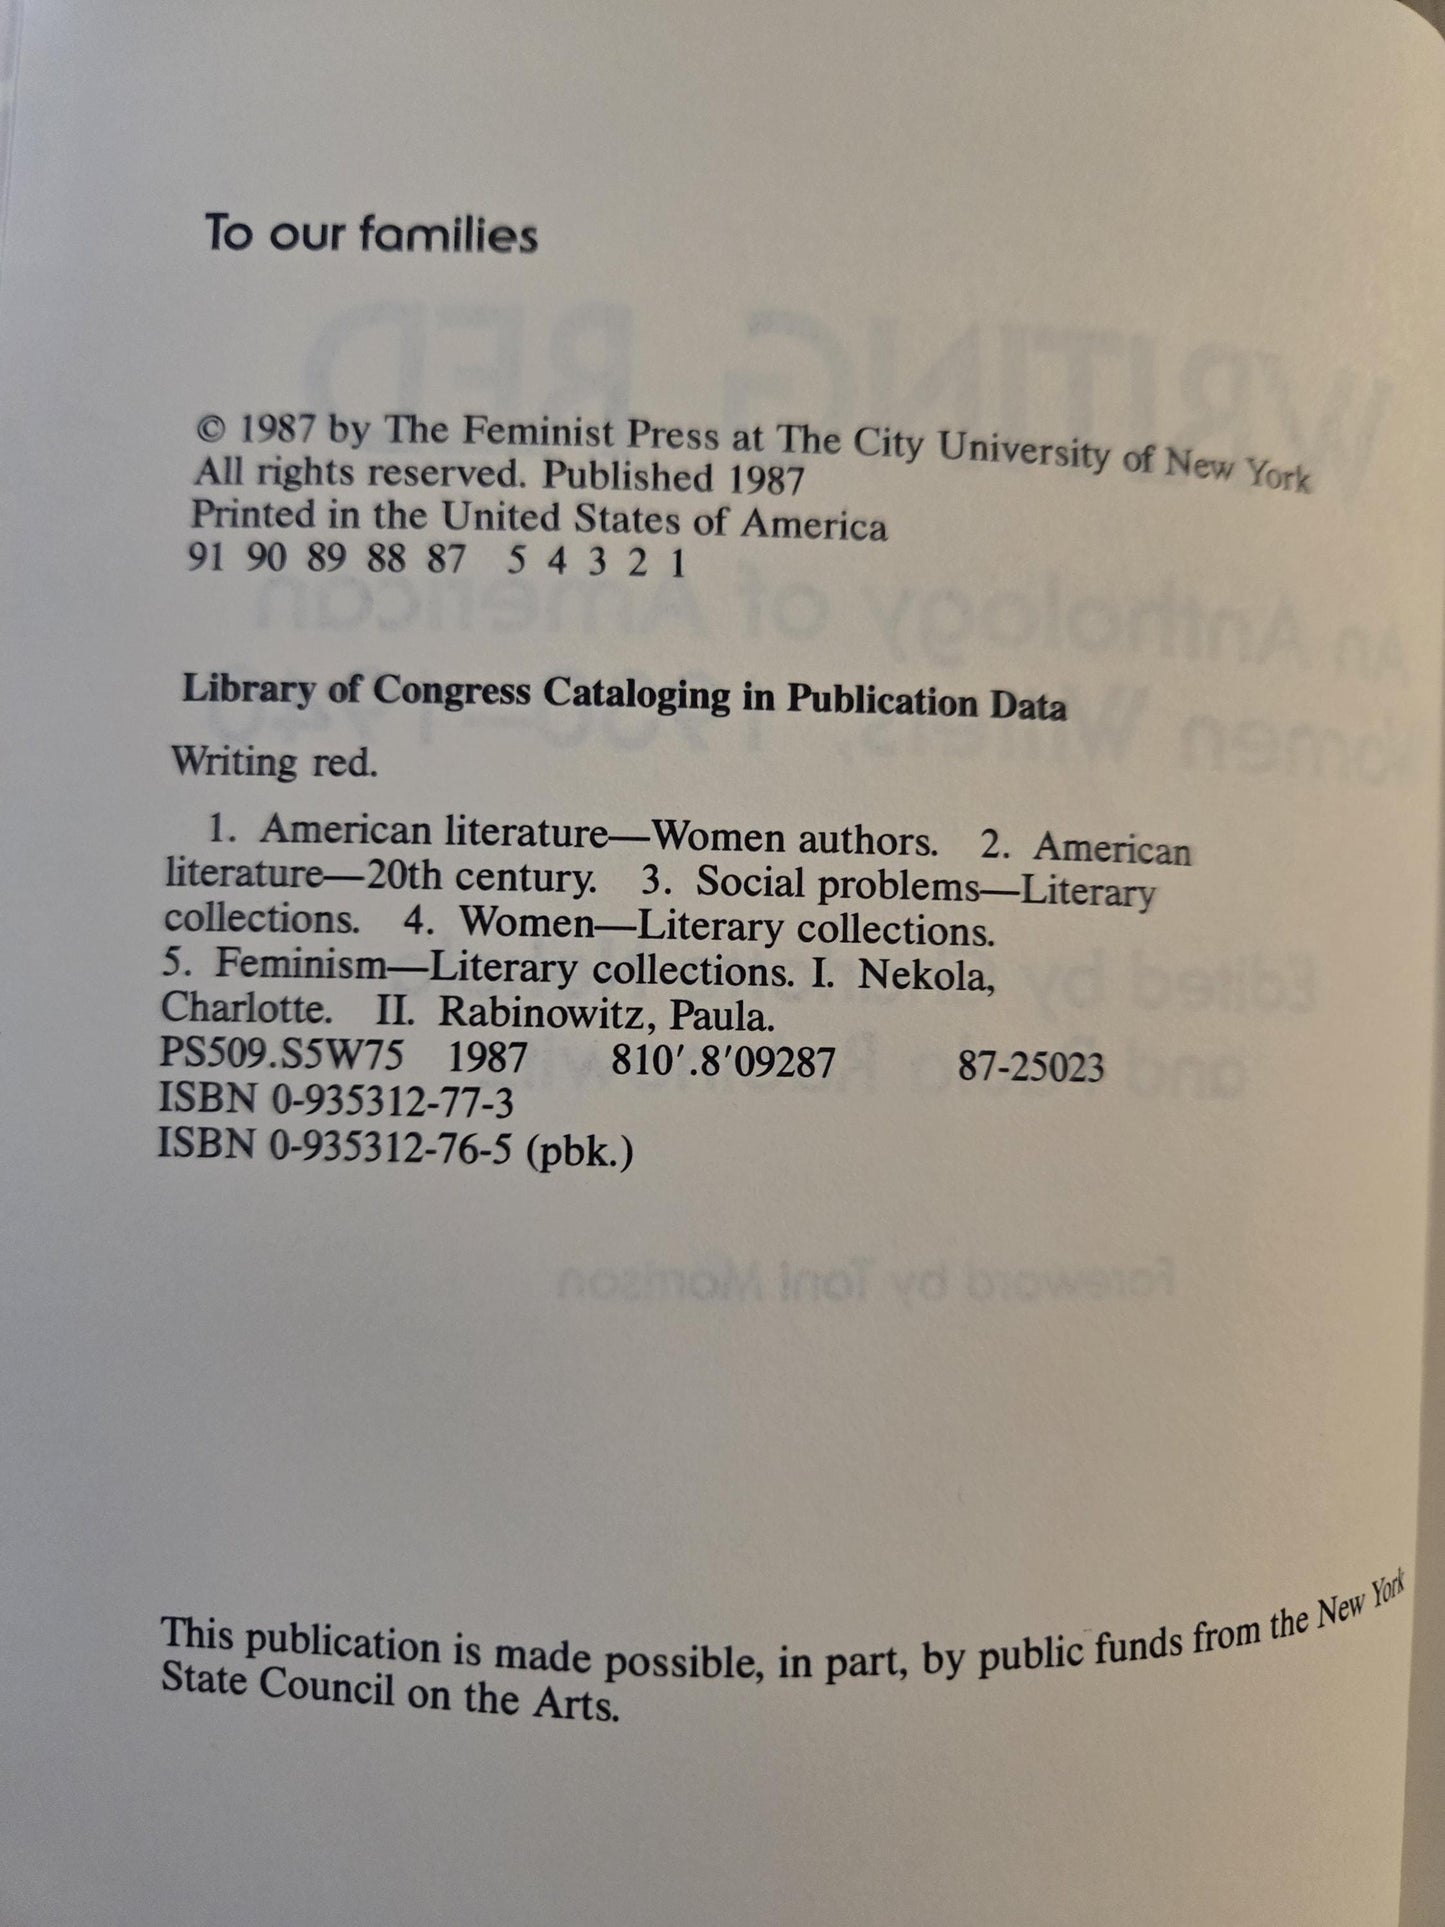 To our families
© 1987 by The Feminist Press at The City University of New York
All rights reserved. Published 1987
Printed in the United States of America
91 90 89 88 87 5 4 3 2 1
Library of Congress Cataloging in Publication Data
Writing red.
1. American literature—Women authors. 2. American
literature—20th century. 3. Social problems—Literary
collections. 4. Women—Literary collections.
5. Feminism—Literary collections. I. Nekola,
Charlotte. II. Rabinowitz, Paula.
PS509.S5W75 1987 810′.8′09287 87-25023
ISBN 0-935312-77-3
ISBN 0-935312-76-5 (pbk.)
This publication is made possible, in part, by public funds from the New York
State Council on the Arts.